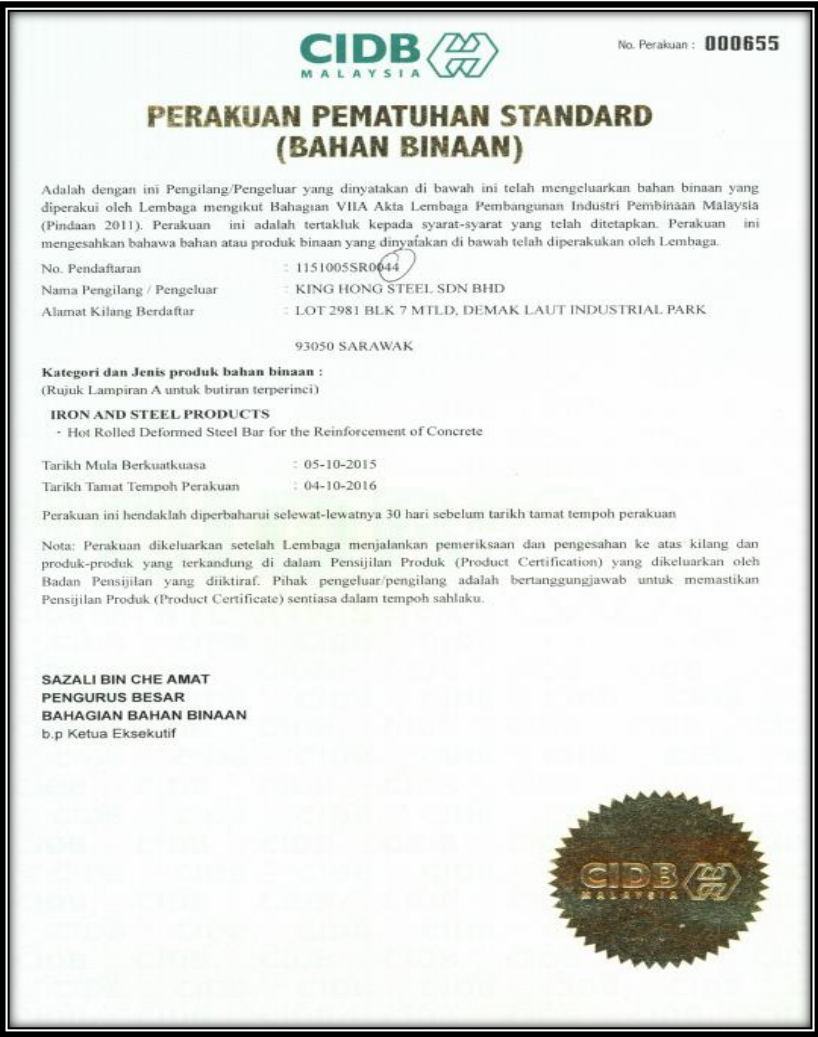 CIDB
MALAYSIA
No. Perakuan : 000655
PERAKUAN PEMATUHAN STANDARD
(BAHAN BINAAN)
Adalah dengan ini Pengilang/Pengeluar yang dinyatakan di bawah ini telah mengeluarkan bahan binaan yang
diperakui oleh Lembaga mengikut Bahagian VIIA Akta Lembaga Pembangunan Industri Pembinaan Malaysia
(Pindaan 2011). Perakuan ini adalah tertakluk kepada syarat-syarat yang telah ditetapkan. Perakuan ini
mengesahkan bahawa bahan atau produk binaan yang dinyatakan di bawah telah diperakukan oleh Lembaga.
No. Pendaftaran : 1151005SR0044
Nama Pengilang / Pengeluar : KING HONG STEEL SDN BHD
Alamat Kilang Berdaftar : LOT 2981 BLK 7 MTLD, DEMAK LAUT INDUSTRIAL PARK
93050 SARAWAK
Kategori dan Jenis produk bahan binaan :
(Rujuk Lampiran A untuk butiran terperinci)
IRON AND STEEL PRODUCTS
- Hot Rolled Deformed Steel Bar for the Reinforcement of Concrete
Tarikh Mula Berkuatkuasa : 05-10-2015
Tarikh Tamat Tempoh Perakuan : 04-10-2016
Perakuan ini hendaklah diperbaharui selewat-lewatnya 30 hari sebelum tarikh tamat tempoh perakuan
Nota: Perakuan dikeluarkan setelah Lembaga menjalankan pemeriksaan dan pengesahan ke atas kilang dan
produk-produk yang terkandung di dalam Pensijilan Produk (Product Certification) yang dikeluarkan oleh
Badan Pensijilan yang diiktiraf. Pihak pengeluar/pengilang adalah bertanggungjawab untuk memastikan
Pensijilan Produk (Product Certificate) sentiasa dalam tempoh sahlaku.
SAZALI BIN CHE AMAT
PENGURUS BESAR
BAHAGIAN BAHAN BINAAN
b.p Ketua Eksekutif
CIDB
MALAYSIA